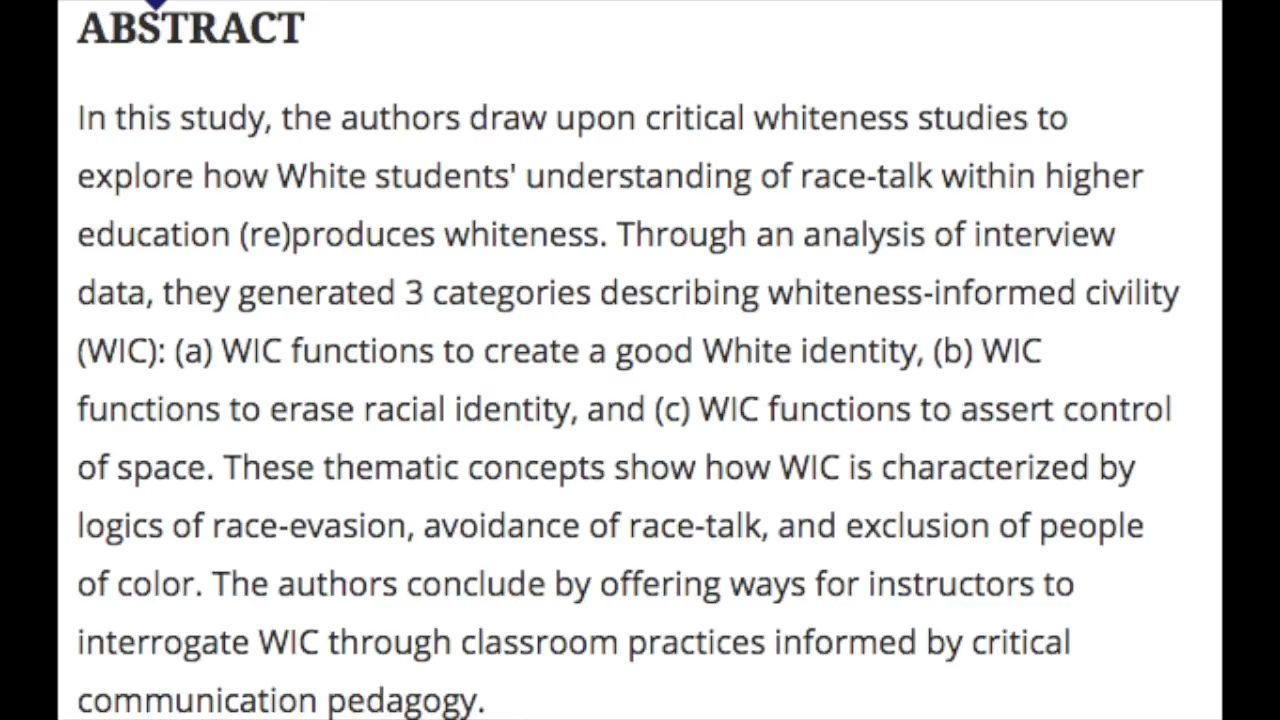 ABSTRACT
In this study, the authors draw upon critical whiteness studies to
explore how White students' understanding of race-talk within higher
education (re)produces whiteness. Through an analysis of interview
data, they generated 3 categories describing whiteness-informed civility
(WIC): (a) WIC functions to create a good White identity, (b) WIC
functions to erase racial identity, and (c) WIC functions to assert control
of space. These thematic concepts show how WIC is characterized by
logics of race-evasion, avoidance of race-talk, and exclusion of people
of color. The authors conclude by offering ways for instructors to
interrogate WIC through classroom practices informed by critical
communication pedagogy.